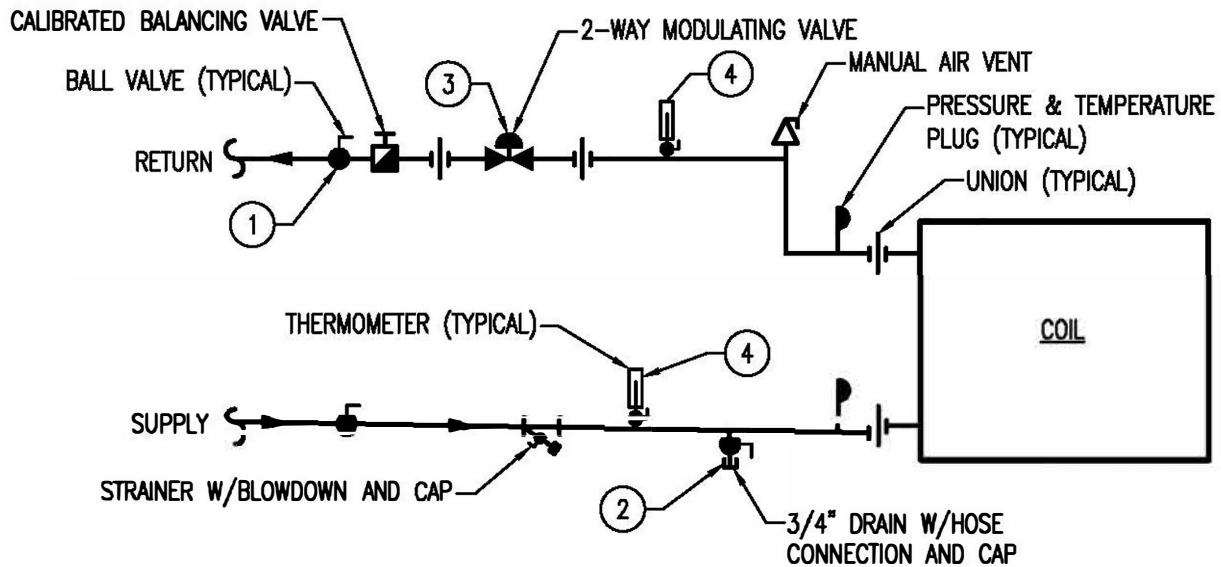 CALIBRATED BALANCING VALVE
2-WAY MODULATING VALVE
BALL VALVE (TYPICAL)
3
4
MANUAL AIR VENT
PRESSURE & TEMPERATURE
PLUG (TYPICAL)
RETURN
UNION (TYPICAL)
1
THERMOMETER (TYPICAL)
4
COIL
SUPPLY
STRAINER W/BLOWDOWN AND CAP
2
3/4" DRAIN W/HOSE
CONNECTION AND CAP